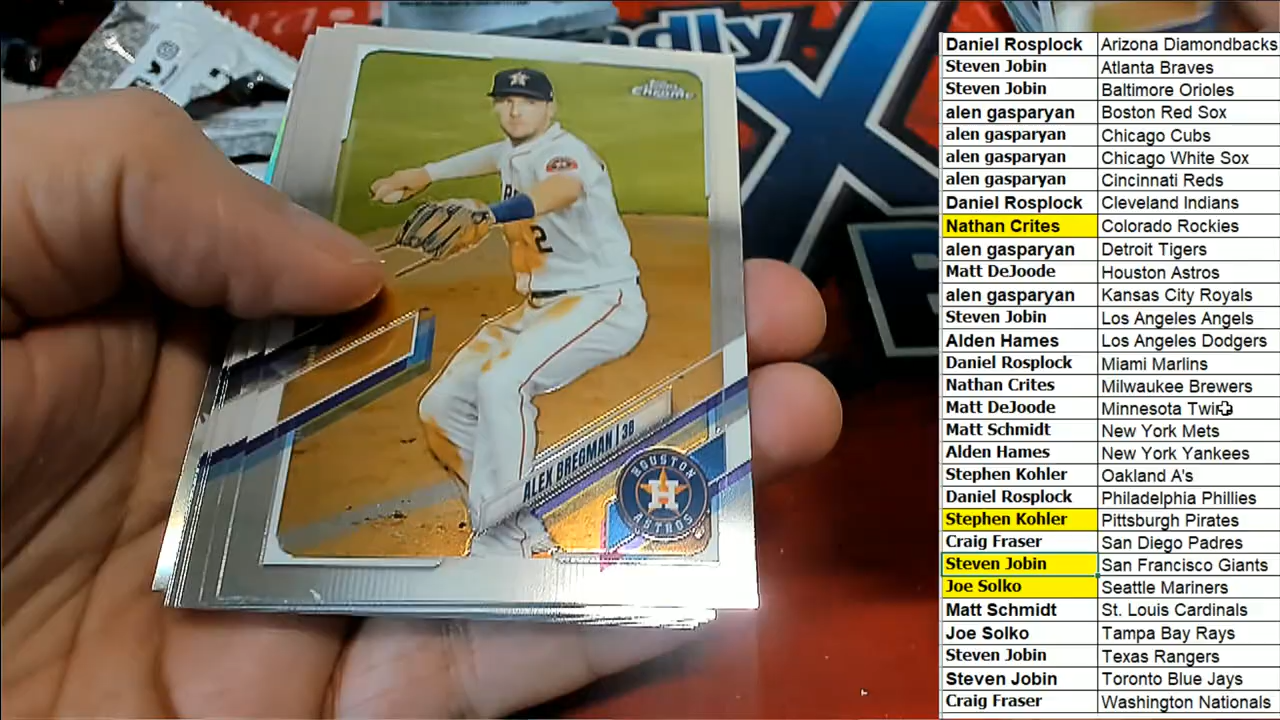 dly
Topps
Chrome
2
ALEX BREGMAN | 3B
HOUSTON
H
ASTROS
Daniel Rosplock Arizona Diamondbacks
Steven Jobin Atlanta Braves
Steven Jobin Baltimore Orioles
alen gasparyan Boston Red Sox
alen gasparyan Chicago Cubs
alen gasparyan Chicago White Sox
alen gasparyan Cincinnati Reds
Daniel Rosplock Cleveland Indians
Nathan Crites Colorado Rockies
alen gasparyan Detroit Tigers
Matt DeJoode Houston Astros
alen gasparyan Kansas City Royals
Steven Jobin Los Angeles Angels
Alden Hames Los Angeles Dodgers
Daniel Rosplock Miami Marlins
Nathan Crites Milwaukee Brewers
Matt DeJoode Minnesota Twins
Matt Schmidt New York Mets
Alden Hames New York Yankees
Stephen Kohler Oakland A's
Daniel Rosplock Philadelphia Phillies
Stephen Kohler Pittsburgh Pirates
Craig Fraser San Diego Padres
Steven Jobin San Francisco Giants
Joe Solko Seattle Mariners
Matt Schmidt St. Louis Cardinals
Joe Solko Tampa Bay Rays
Steven Jobin Texas Rangers
Steven Jobin Toronto Blue Jays
Craig Fraser Washington Nationals